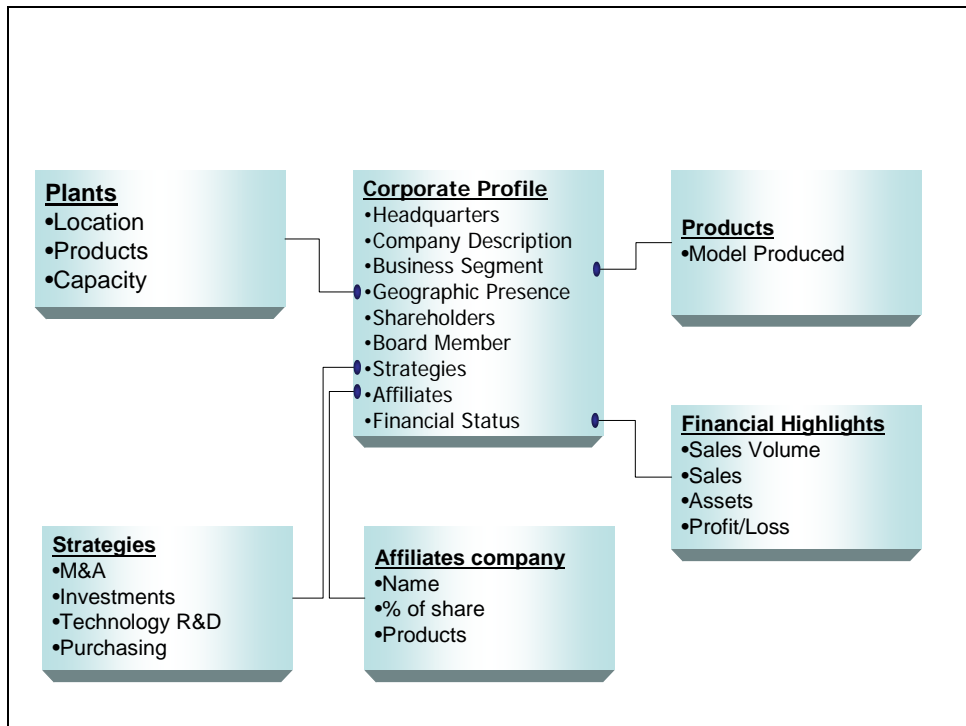 Plants
•Location
•Products
•Capacity
Corporate Profile
•Headquarters
•Company Description
•Business Segment
•Geographic Presence
•Shareholders
•Board Member
•Strategies
•Affiliates
•Financial Status
Products
•Model Produced
Financial Highlights
•Sales Volume
•Sales
•Assets
•Profit/Loss
Strategies
•M&A
•Investments
•Technology R&D
•Purchasing
Affiliates company
•Name
•% of share
•Products